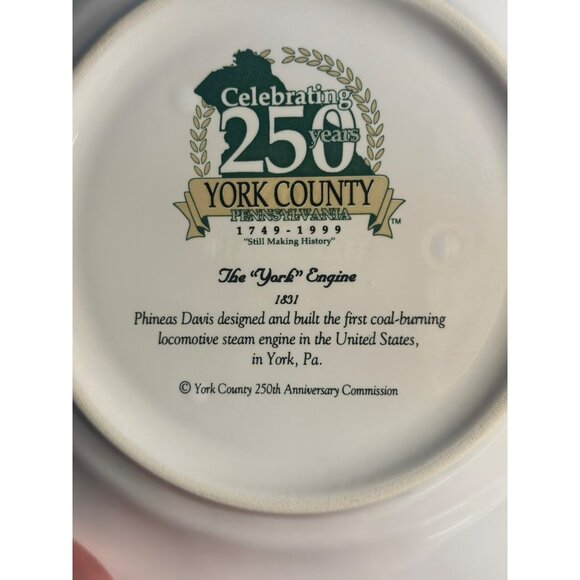 Celebrating
250
years
YORK COUNTY
PENNSYLVANIA
TM
1749-1999
"Still Making History"
The "York" Engine
1831
Phineas Davis designed and built the first coal-burning
locomotive steam engine in the United States,
in York, Pa.
© York County 250th Anniversary Commission